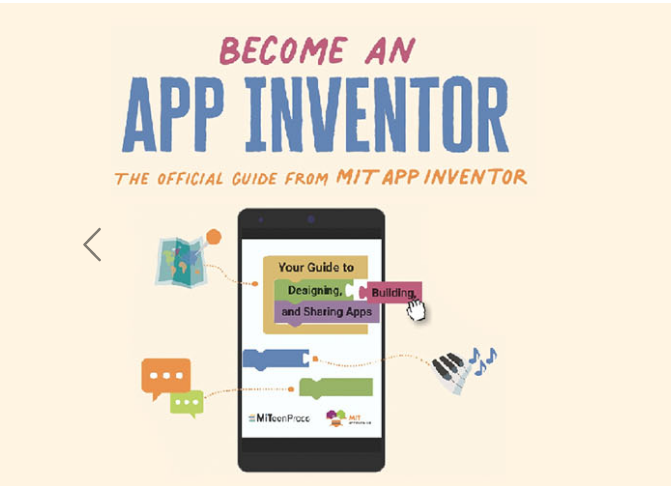 BECOME AN
APP INVENTOR
THE OFFICIAL GUIDE FROM MIT APP INVENTOR
Your Guide to
Designing, Building,
and Sharing Apps
MiTeenPress
MIT